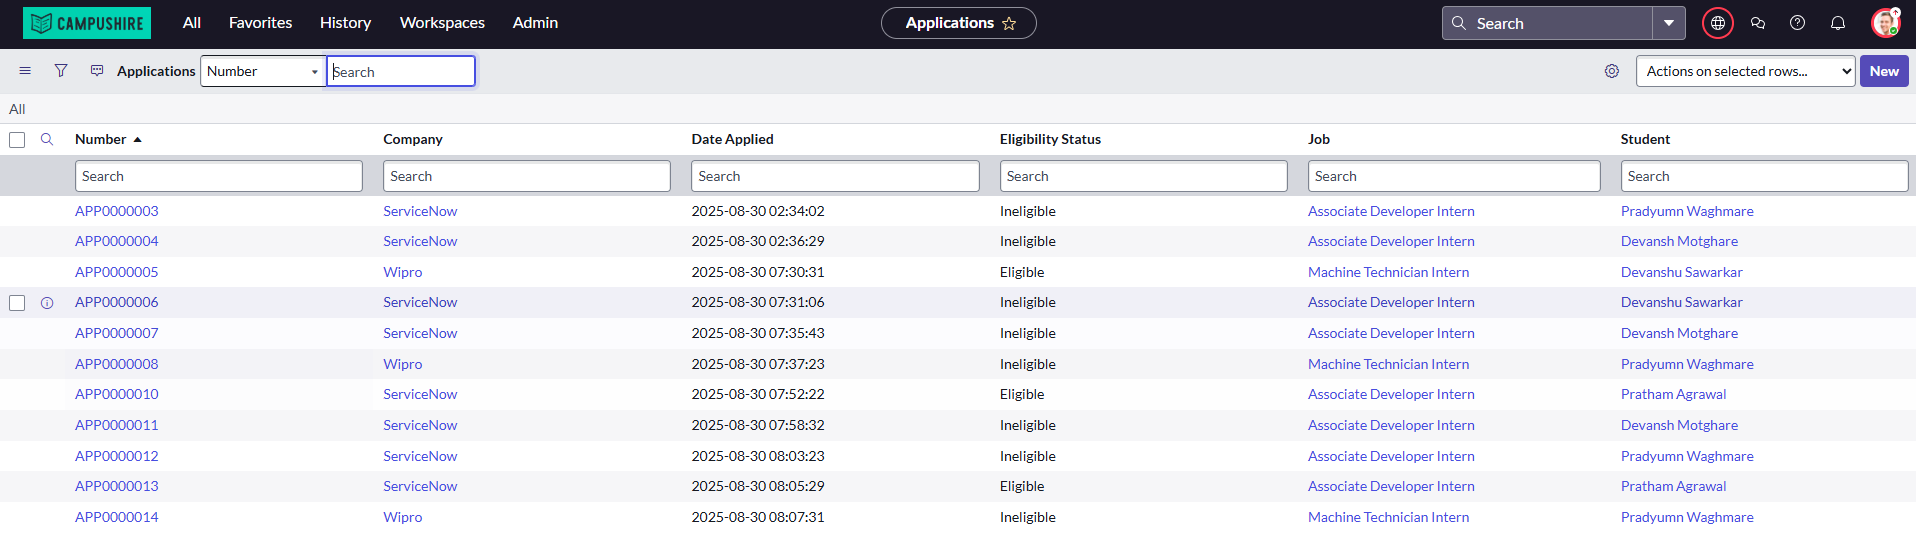 CAMPUSHIRE All Favorites History Workspaces Admin Applications Search
Applications Number Search Actions on selected rows... New
All
Number Company Date Applied Eligibility Status Job Student
Search Search Search Search Search Search
APP0000003 ServiceNow 2025-08-30 02:34:02 Ineligible Associate Developer Intern Pradyumn Waghmare
APP0000004 ServiceNow 2025-08-30 02:36:29 Ineligible Associate Developer Intern Devansh Motghare
APP0000005 Wipro 2025-08-30 07:30:31 Eligible Machine Technician Intern Devanshu Sawarkar
APP0000006 ServiceNow 2025-08-30 07:31:06 Ineligible Associate Developer Intern Devanshu Sawarkar
APP0000007 ServiceNow 2025-08-30 07:35:43 Ineligible Associate Developer Intern Devansh Motghare
APP0000008 Wipro 2025-08-30 07:37:23 Ineligible Machine Technician Intern Pradyumn Waghmare
APP0000010 ServiceNow 2025-08-30 07:52:22 Eligible Associate Developer Intern Pratham Agrawal
APP0000011 ServiceNow 2025-08-30 07:58:32 Ineligible Associate Developer Intern Devansh Motghare
APP0000012 ServiceNow 2025-08-30 08:03:23 Ineligible Associate Developer Intern Pradyumn Waghmare
APP0000013 ServiceNow 2025-08-30 08:05:29 Eligible Associate Developer Intern Pratham Agrawal
APP0000014 Wipro 2025-08-30 08:07:31 Ineligible Machine Technician Intern Pradyumn Waghmare